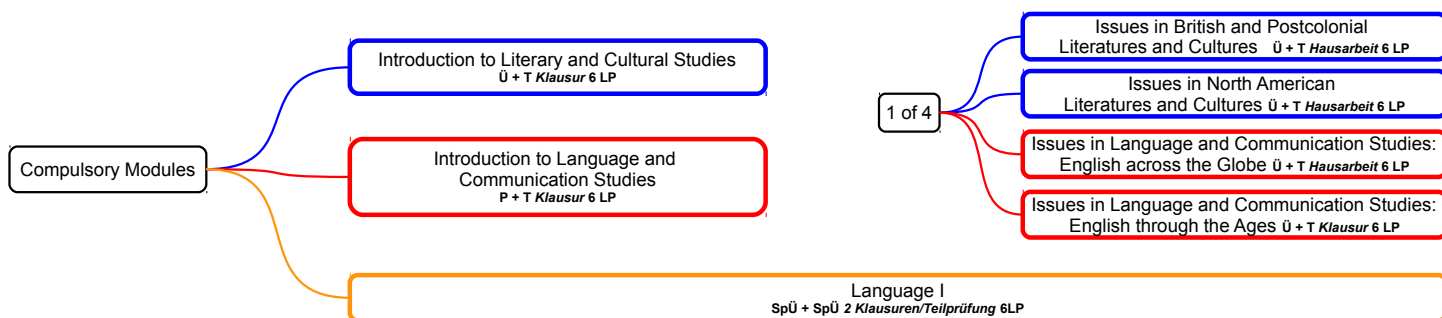 Compulsory Modules
Introduction to Literary and Cultural Studies
Ü + T Klausur 6 LP
Introduction to Language and
Communication Studies
P + T Klausur 6 LP
1 of 4
Issues in British and Postcolonial
Literatures and Cultures Ü + T Hausarbeit 6 LP
Issues in North American
Literatures and Cultures Ü + T Hausarbeit 6 LP
Issues in Language and Communication Studies:
English across the Globe Ü + T Hausarbeit 6 LP
Issues in Language and Communication Studies:
English through the Ages Ü + T Klausur 6 LP
Language I
SpÜ + SpÜ 2 Klausuren/Teilprüfung 6LP